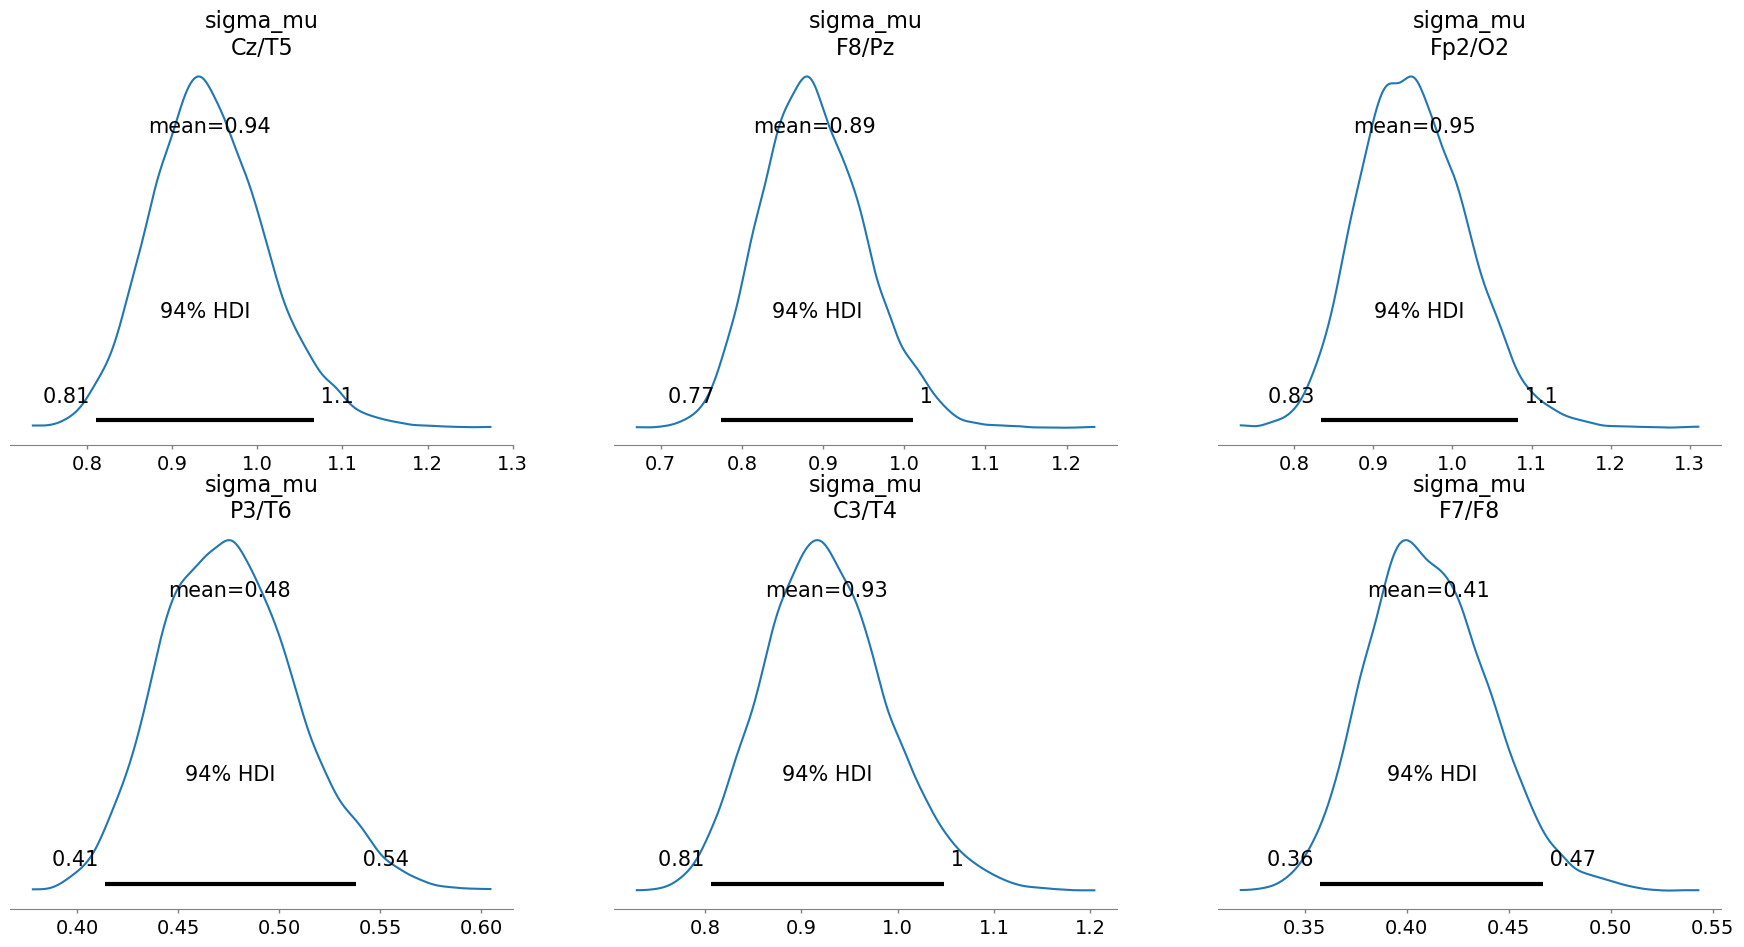 sigma_mu
Cz/T5
mean=0.94
94% HDI
0.81
1.1
0.8 0.9 1.0 1.1 1.2 1.3
sigma_mu
F8/Pz
mean=0.89
94% HDI
0.77
1
0.7 0.8 0.9 1.0 1.1 1.2
sigma_mu
Fp2/O2
mean=0.95
94% HDI
0.83
1.1
0.8 0.9 1.0 1.1 1.2 1.3
sigma_mu
P3/T6
mean=0.48
94% HDI
0.41
0.54
0.40 0.45 0.50 0.55 0.60
sigma_mu
C3/T4
mean=0.93
94% HDI
0.81
1
0.8 0.9 1.0 1.1 1.2
sigma_mu
F7/F8
mean=0.41
94% HDI
0.36
0.47
0.35 0.40 0.45 0.50 0.55